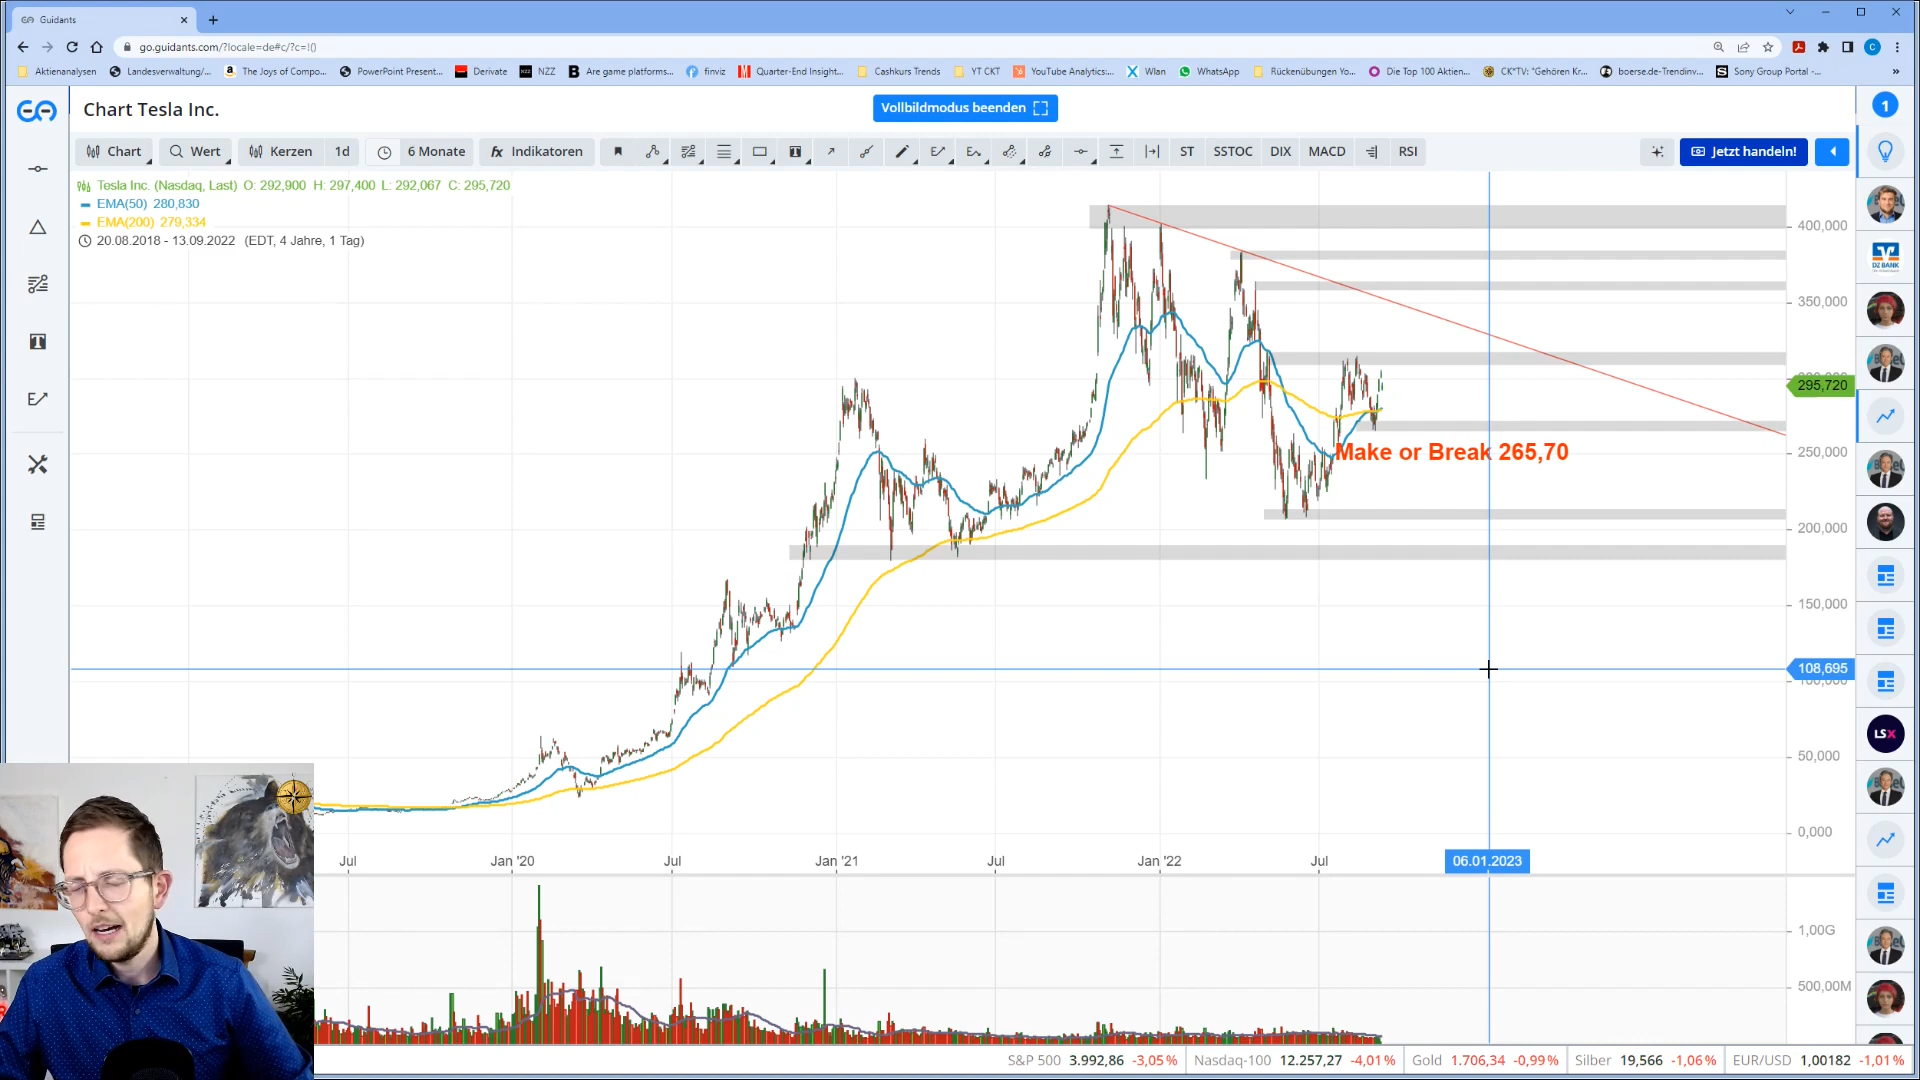 Guidants
go.guidants.com/?locale=de#c/?c=!()
Aktienanalysen
Landesverwaltung/...
The Joys of Compo...
PowerPoint Present...
Derivate
NZZ
Are game platforms...
finviz
Quarter-End Insight...
Cashkurs Trends
YT CKT
YouTube Analytics:...
Wlan
WhatsApp
Rückenübungen Yo...
Die Top 100 Aktien...
CK*TV: "Gehören Kr...
boerse.de-Trendinv...
Sony Group Portal -...
»
Chart Tesla Inc.
Vollbildmodus beenden
1
Chart
Wert
Kerzen
1d
6 Monate
fx Indikatoren
ST
SSTOC
DIX
MACD
RSI
Jetzt handeln!
Tesla Inc. (Nasdaq, Last) O: 292,900 H: 297,400 L: 292,067 C: 295,720
EMA(50) 280,830
EMA(200) 279,334
20.08.2018 - 13.09.2022 (EDT, 4 Jahre, 1 Tag)
400,000
350,000
295,720
250,000
200,000
150,000
108,695
100,000
50,000
0,000
Make or Break 265,70
Jul
Jan '20
Jul
Jan '21
Jul
Jan '22
Jul
06.01.2023
1,00G
500,00M
DZ BANK
LSX
S&P 500 3.992,86 -3,05%
Nasdaq-100 12.257,27 -4,01%
Gold 1.706,34 -0,99%
Silber 19,566 -1,06%
EUR/USD 1,00182 -1,01%